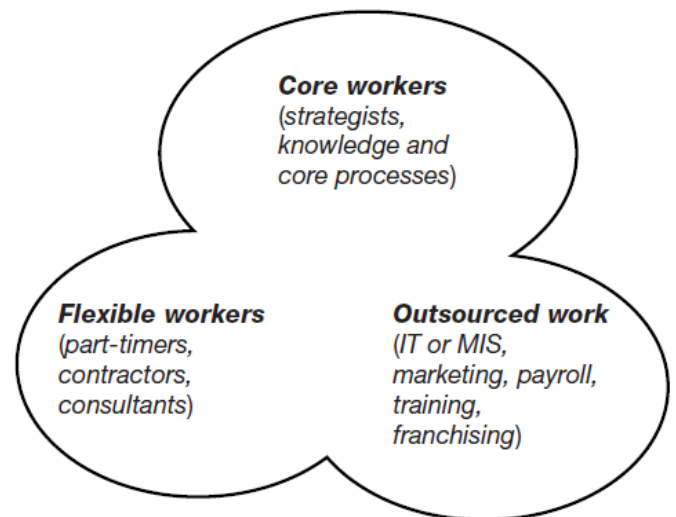 Core workers
(strategists,
knowledge and
core processes)
Flexible workers
(part-timers,
contractors,
consultants)
Outsourced work
(IT or MIS,
marketing, payroll,
training,
franchising)